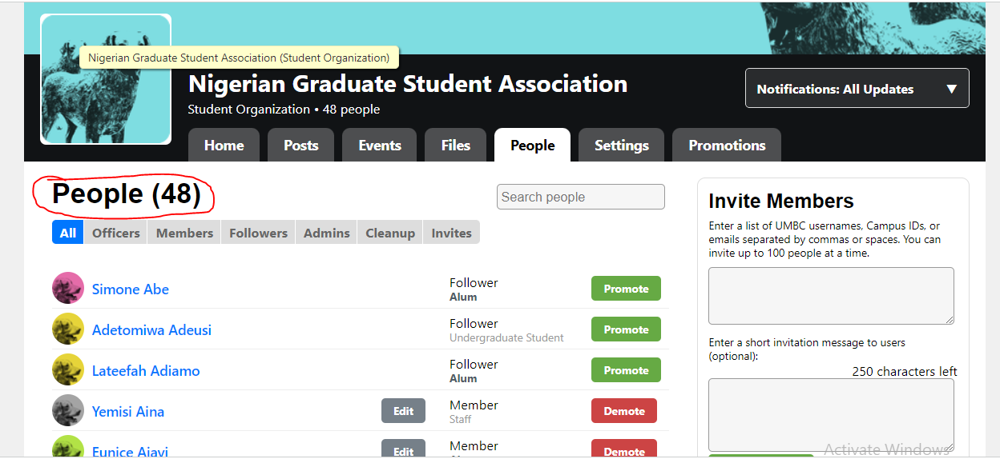 Nigerian Graduate Student Association (Student Organization)
Nigerian Graduate Student Association
Student Organization • 48 people
Notifications: All Updates ▼
Home Posts Events Files People Settings Promotions
People (48)
Search people
All Officers Members Followers Admins Cleanup Invites
Simone Abe Follower Promote
Alum
Adetomiwa Adeusi Follower Promote
Undergraduate Student
Lateefah Adiamo Follower Promote
Alum
Yemisi Aina Edit Member Demote
Staff
Eunice Ajayi Edit Member Demote
Invite Members
Enter a list of UMBC usernames, Campus IDs, or
emails separated by commas or spaces. You can
invite up to 100 people at a time.
Enter a short invitation message to users
(optional):
250 characters left
Activate Windows